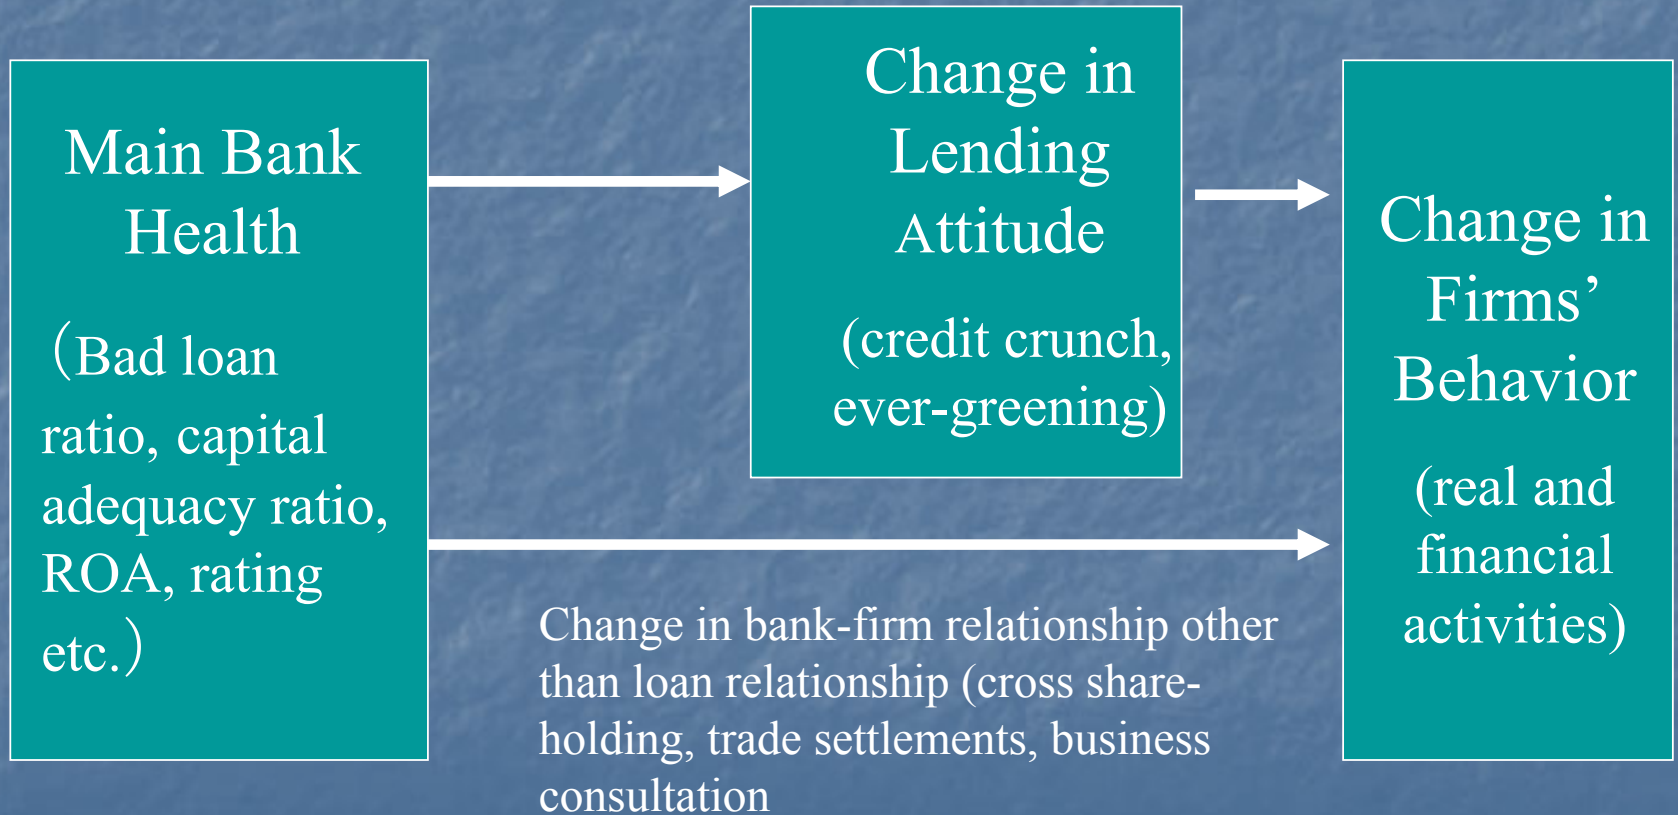 Main Bank
Health
（Bad loan
ratio, capital
adequacy ratio,
ROA, rating
etc.）
Change in
Lending
Attitude
(credit crunch,
ever-greening)
Change in
Firms’
Behavior
(real and
financial
activities)
Change in bank-firm relationship other
than loan relationship (cross share-
holding, trade settlements, business
consultation